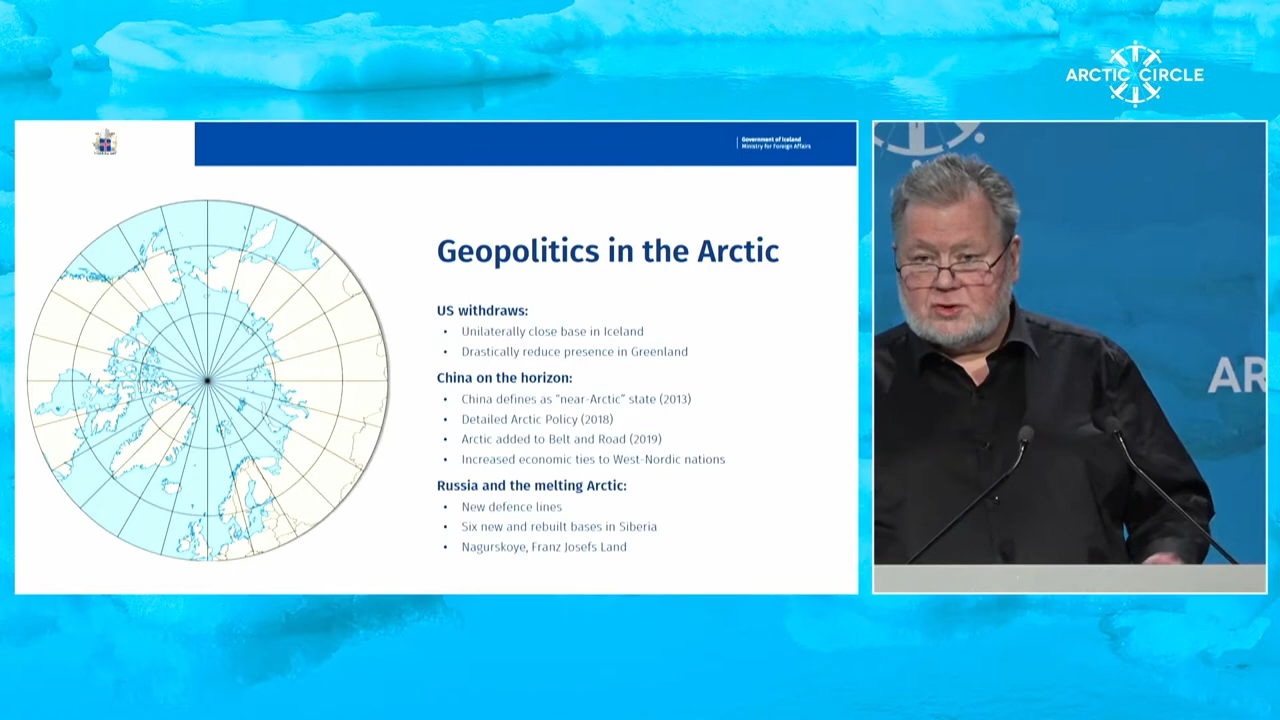 ARCTIC CIRCLE
Government of Iceland
Ministry for Foreign Affairs
Geopolitics in the Arctic
US withdraws:
• Unilaterally close base in Iceland
• Drastically reduce presence in Greenland
China on the horizon:
• China defines as “near-Arctic” state (2013)
• Detailed Arctic Policy (2018)
• Arctic added to Belt and Road (2019)
• Increased economic ties to West-Nordic nations
Russia and the melting Arctic:
• New defence lines
• Six new and rebuilt bases in Siberia
• Nagurskoye, Franz Josefs Land
AR